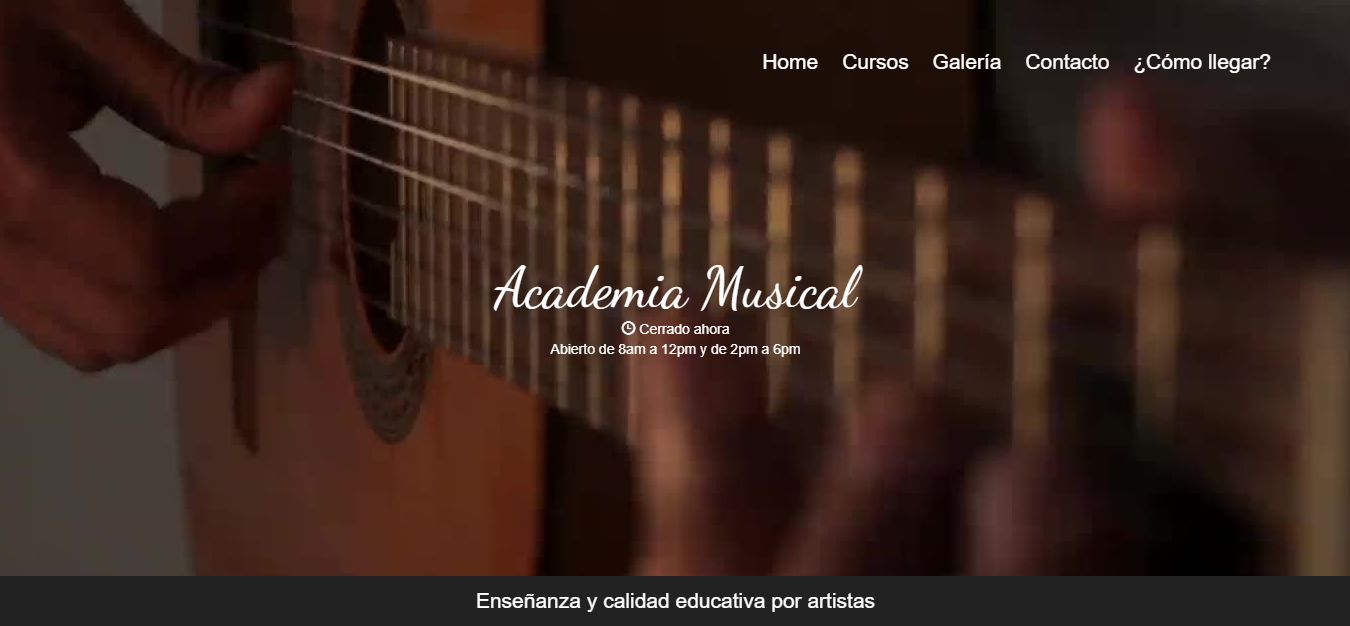 Home Cursos Galería Contacto ¿Cómo llegar?
Academia Musical
Cerrado ahora
Abierto de 8am a 12pm y de 2pm a 6pm
Enseñanza y calidad educativa por artistas